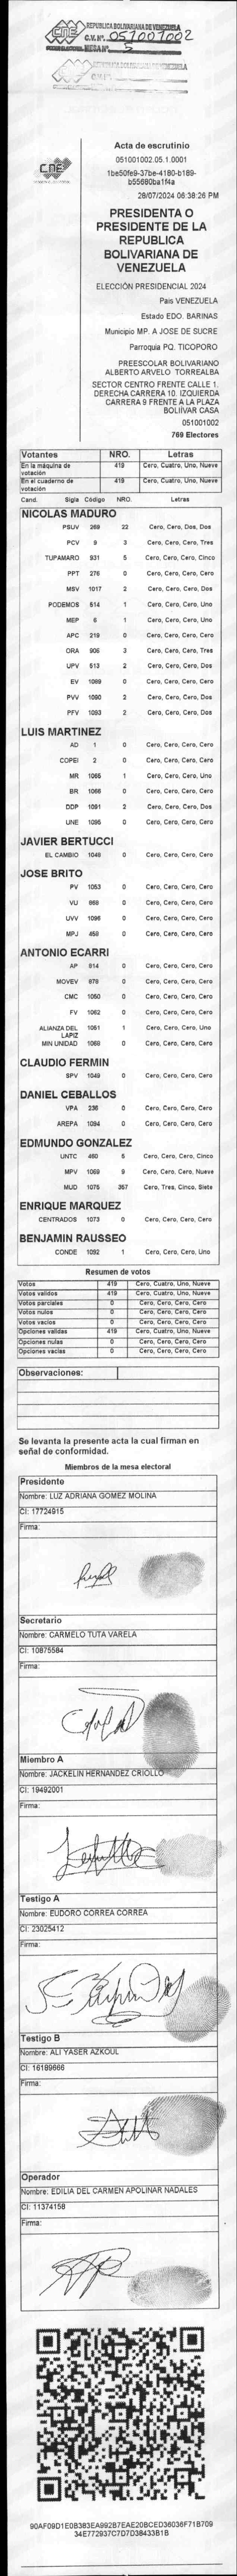 REPUBLICA BOLIVARIANA DE VENEZUELA
C.V. Nº. 051001002
MESA Nº 5
CNE
Acta de escrutinio
051001002.05.1.0001
1be50fe9-37be-4180-b189-
b55680ba1f4a
28/07/2024 06:38:26 PM
PRESIDENTA O
PRESIDENTE DE LA
REPUBLICA
BOLIVARIANA DE
VENEZUELA
ELECCIÓN PRESIDENCIAL 2024
Pais VENEZUELA
Estado EDO. BARINAS
Municipio MP. A JOSE DE SUCRE
Parroquia PQ. TICOPORO
PREESCOLAR BOLIVARIANO
ALBERTO ARVELO TORREALBA
SECTOR CENTRO FRENTE CALLE 1.
DERECHA CARRERA 10. IZQUIERDA
CARRERA 9 FRENTE A LA PLAZA
BOLIIVAR CASA
051001002
769 Electores
Votantes NRO. Letras
En la máquina de votación 419 Cero, Cuatro, Uno, Nueve
En el cuaderno de votación 419 Cero, Cuatro, Uno, Nueve
Cand. Sigla Código NRO. Letras
NICOLAS MADURO
PSUV 269 22 Cero, Cero, Dos, Dos
PCV 9 3 Cero, Cero, Cero, Tres
TUPAMARO 931 5 Cero, Cero, Cero, Cinco
PPT 276 0 Cero, Cero, Cero, Cero
MSV 1017 2 Cero, Cero, Cero, Dos
PODEMOS 514 1 Cero, Cero, Cero, Uno
MEP 6 1 Cero, Cero, Cero, Uno
APC 219 0 Cero, Cero, Cero, Cero
ORA 906 3 Cero, Cero, Cero, Tres
UPV 513 2 Cero, Cero, Cero, Dos
EV 1089 0 Cero, Cero, Cero, Cero
PVV 1090 2 Cero, Cero, Cero, Dos
PFV 1093 2 Cero, Cero, Cero, Dos
LUIS MARTINEZ
AD 1 0 Cero, Cero, Cero, Cero
COPEI 2 0 Cero, Cero, Cero, Cero
MR 1065 1 Cero, Cero, Cero, Uno
BR 1066 0 Cero, Cero, Cero, Cero
DDP 1091 2 Cero, Cero, Cero, Dos
UNE 1095 0 Cero, Cero, Cero, Cero
JAVIER BERTUCCI
EL CAMBIO 1048 0 Cero, Cero, Cero, Cero
JOSE BRITO
PV 1053 0 Cero, Cero, Cero, Cero
VU 868 0 Cero, Cero, Cero, Cero
UVV 1096 0 Cero, Cero, Cero, Cero
MPJ 458 0 Cero, Cero, Cero, Cero
ANTONIO ECARRI
AP 814 0 Cero, Cero, Cero, Cero
MOVEV 878 0 Cero, Cero, Cero, Cero
CMC 1050 0 Cero, Cero, Cero, Cero
FV 1062 0 Cero, Cero, Cero, Cero
ALIANZA DEL LAPIZ 1061 1 Cero, Cero, Cero, Uno
MIN UNIDAD 1068 0 Cero, Cero, Cero, Cero
CLAUDIO FERMIN
SPV 1049 0 Cero, Cero, Cero, Cero
DANIEL CEBALLOS
VPA 236 0 Cero, Cero, Cero, Cero
AREPA 1094 0 Cero, Cero, Cero, Cero
EDMUNDO GONZALEZ
UNTC 460 5 Cero, Cero, Cero, Cinco
MPV 1069 9 Cero, Cero, Cero, Nueve
MUD 1075 357 Cero, Tres, Cinco, Siete
ENRIQUE MARQUEZ
CENTRADOS 1073 0 Cero, Cero, Cero, Cero
BENJAMIN RAUSSEO
CONDE 1092 1 Cero, Cero, Cero, Uno
Resumen de votos
Votos 419 Cero, Cuatro, Uno, Nueve
Votos validos 419 Cero, Cuatro, Uno, Nueve
Votos parciales 0 Cero, Cero, Cero, Cero
Votos nulos 0 Cero, Cero, Cero, Cero
Votos vacios 0 Cero, Cero, Cero, Cero
Opciones validas 419 Cero, Cuatro, Uno, Nueve
Opciones nulas 0 Cero, Cero, Cero, Cero
Opciones vacias 0 Cero, Cero, Cero, Cero
Observaciones:
Se levanta la presente acta la cual firman en
señal de conformidad.
Miembros de la mesa electoral
Presidente
Nombre: LUZ ADRIANA GOMEZ MOLINA
CI: 17724915
Firma:
Secretario
Nombre: CARMELO TUTA VARELA
CI: 10875584
Firma:
Miembro A
Nombre: JACKELIN HERNANDEZ CRIOLLO
CI: 19492001
Firma:
Testigo A
Nombre: EUDORO CORREA CORREA
CI: 23025412
Firma:
Testigo B
Nombre: ALI YASER AZKOUL
CI: 16189666
Firma:
Operador
Nombre: EDILIA DEL CARMEN APOLINAR NADALES
CI: 11374158
Firma:
90AF09D1E0B383EA992B7EAE20BCED36036F71B709
34E772937C7D7D38433B1B